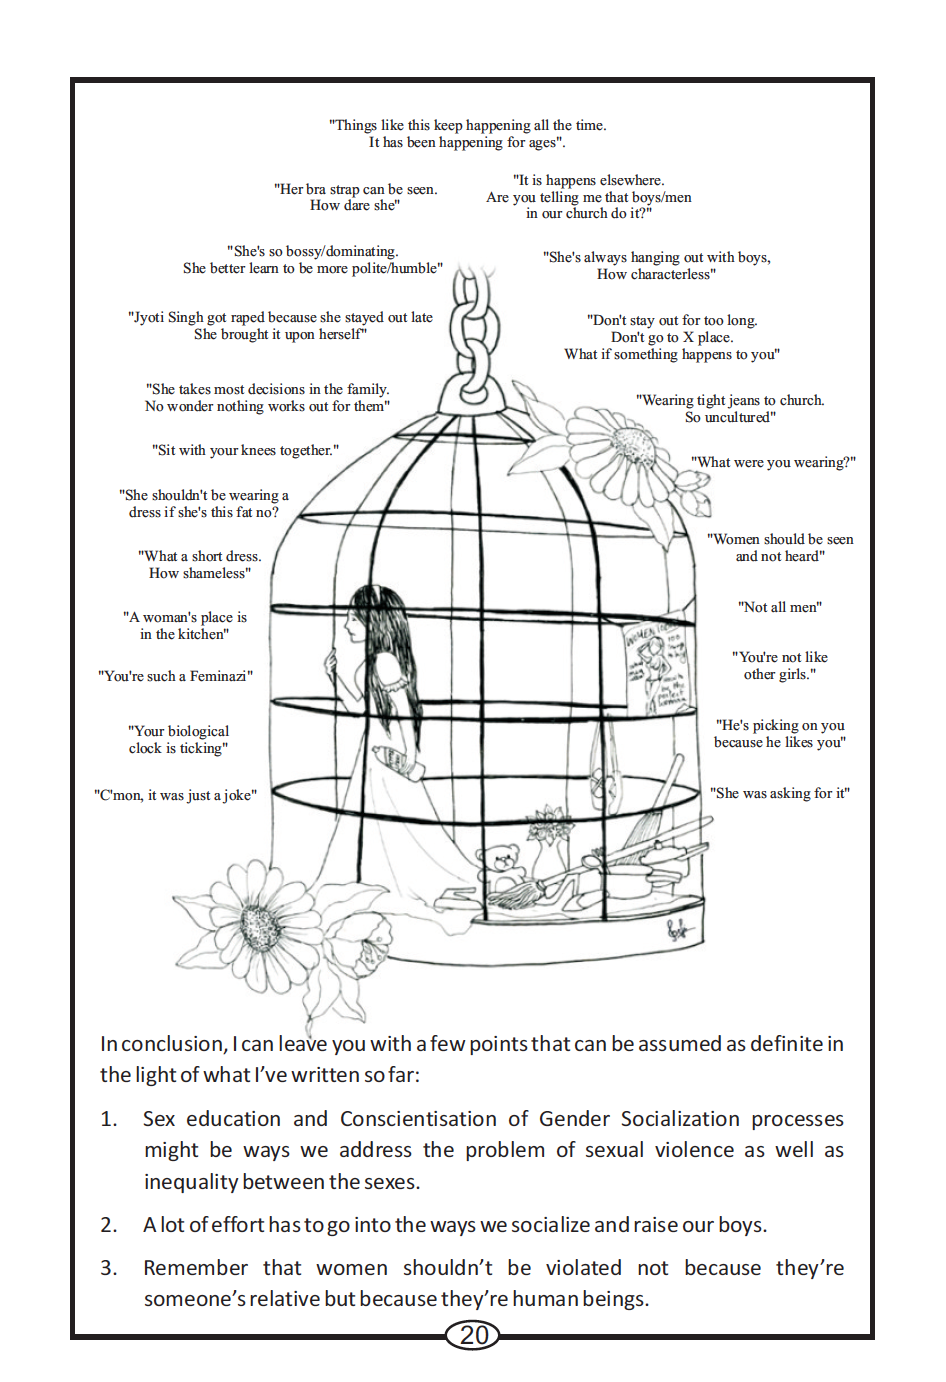 "Things like this keep happening all the time.
It has been happening for ages".
"Her bra strap can be seen.
How dare she"
"It is happens elsewhere.
Are you telling me that boys/men
in our church do it?"
"She's so bossy/dominating.
She better learn to be more polite/humble"
"She's always hanging out with boys,
How characterless"
"Jyoti Singh got raped because she stayed out late
She brought it upon herself"
"Don't stay out for too long.
Don't go to X place.
What if something happens to you"
"She takes most decisions in the family.
No wonder nothing works out for them"
"Wearing tight jeans to church.
So uncultured"
"Sit with your knees together."
"What were you wearing?"
"She shouldn't be wearing a
dress if she's this fat no?
"Women should be seen
and not heard"
"What a short dress.
How shameless"
"Not all men"
"A woman's place is
in the kitchen"
"You're not like
other girls."
"You're such a Feminazi"
"He's picking on you
because he likes you"
"Your biological
clock is ticking"
"C'mon, it was just a joke"
"She was asking for it"
WOMEN
perfect
woman
In conclusion, I can leave you with a few points that can be assumed as definite in
the light of what I've written so far:
1. Sex education and Conscientisation of Gender Socialization processes
might be ways we address the problem of sexual violence as well as
inequality between the sexes.
2. A lot of effort has to go into the ways we socialize and raise our boys.
3. Remember that women shouldn't be violated not because they're
someone's relative but because they're human beings.
20